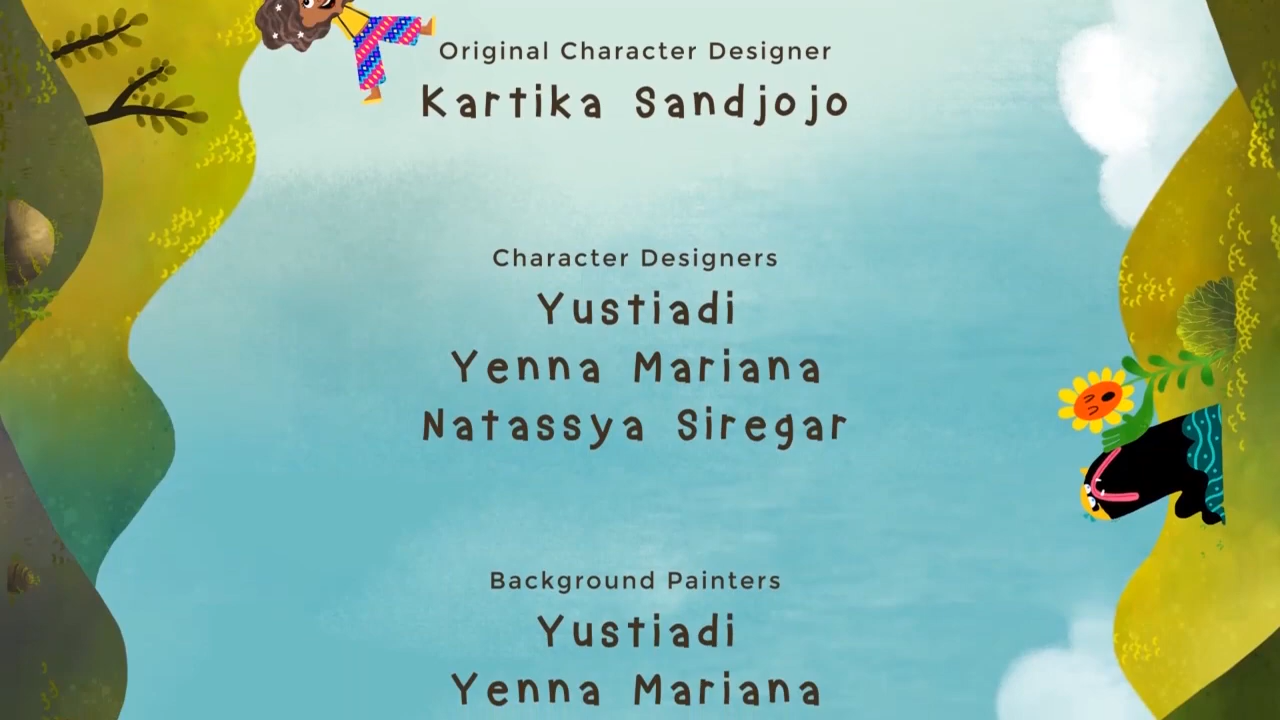 Original Character Designer
Kartika Sandjojo
Character Designers
Yustiadi
Yenna Mariana
Natassya Siregar
Background Painters
Yustiadi
Yenna Mariana